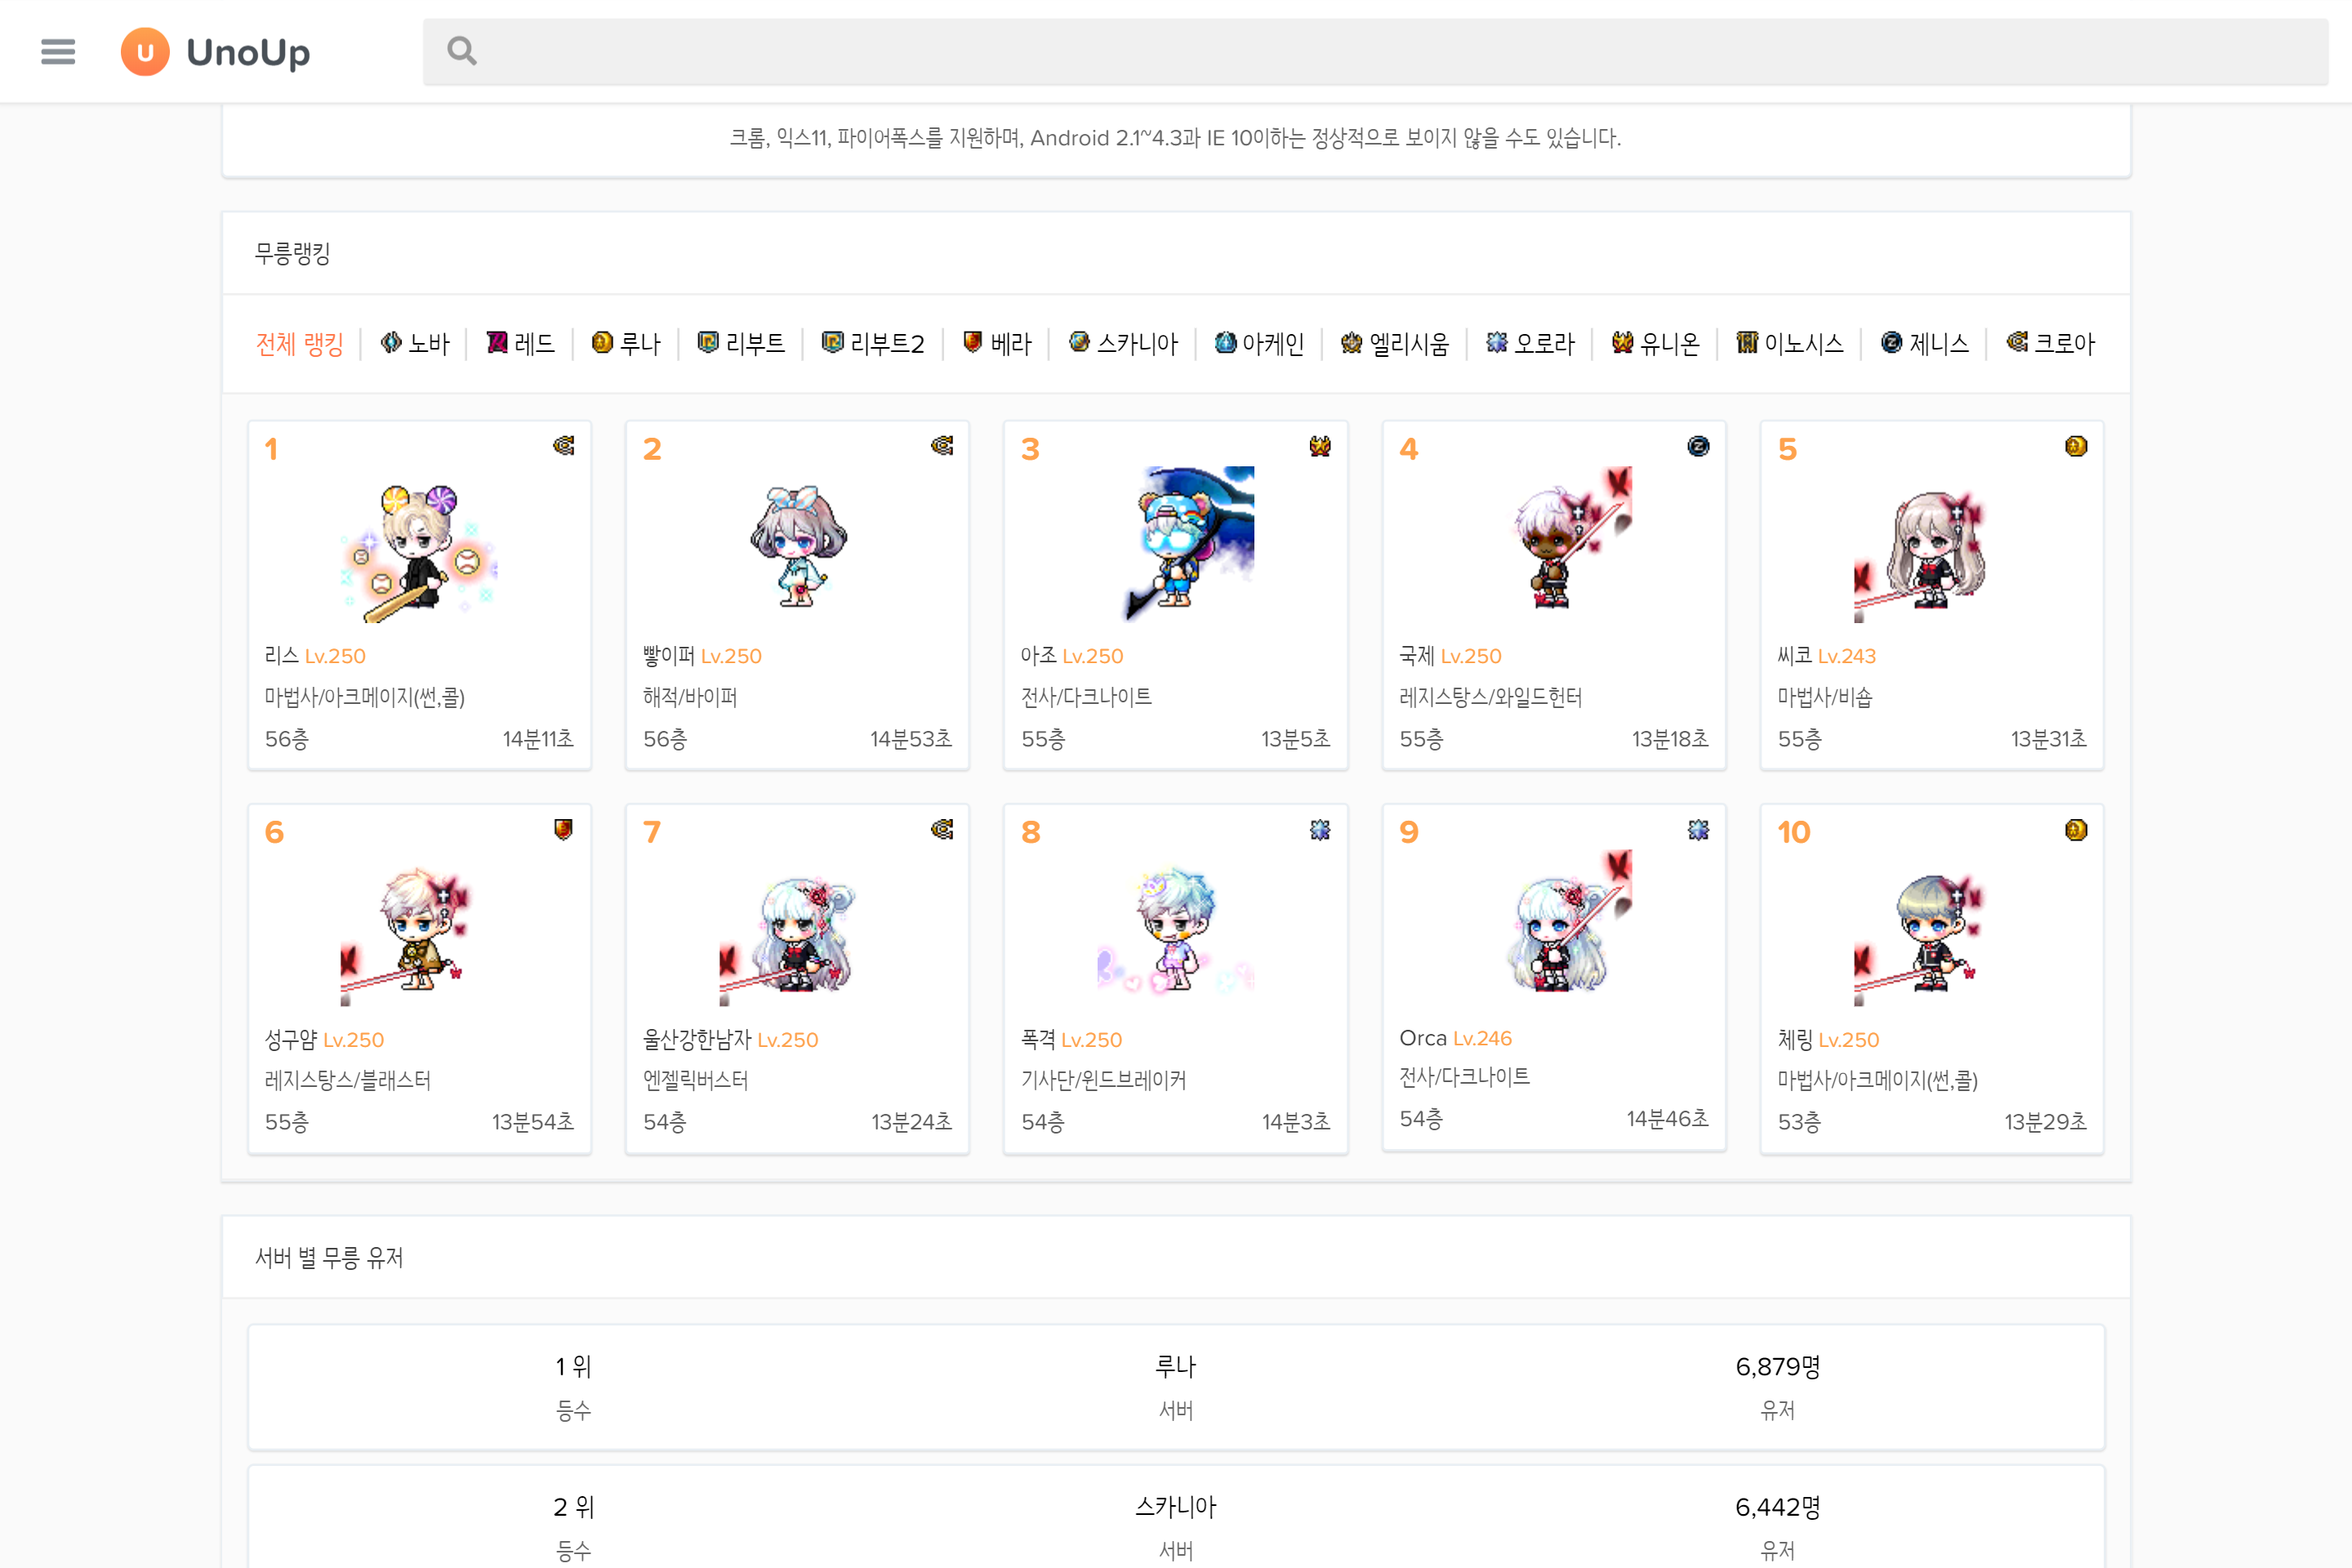 UnoUp
크롬, 익스11, 파이어폭스를 지원하며, Android 2.1~4.3과 IE 10이하는 정상적으로 보이지 않을 수도 있습니다.
무릉랭킹
전체 랭킹 노바 레드 루나 리부트 리부트2 베라 스카니아 아케인 엘리시움 오로라 유니온 이노시스 제니스 크로아
1
리스 Lv.250
마법사/아크메이지(썬,콜)
56층 14분11초
2
빻이퍼 Lv.250
해적/바이퍼
56층 14분53초
3
아조 Lv.250
전사/다크나이트
55층 13분5초
4
국제 Lv.250
레지스탕스/와일드헌터
55층 13분18초
5
씨코 Lv.243
마법사/비숍
55층 13분31초
6
성구얌 Lv.250
레지스탕스/블래스터
55층 13분54초
7
울산강한남자 Lv.250
엔젤릭버스터
54층 13분24초
8
폭격 Lv.250
기사단/윈드브레이커
54층 14분3초
9
Orca Lv.246
전사/다크나이트
54층 14분46초
10
체링 Lv.250
마법사/아크메이지(썬,콜)
53층 13분29초
서버 별 무릉 유저
1 위 루나 6,879명
등수 서버 유저
2 위 스카니아 6,442명
등수 서버 유저